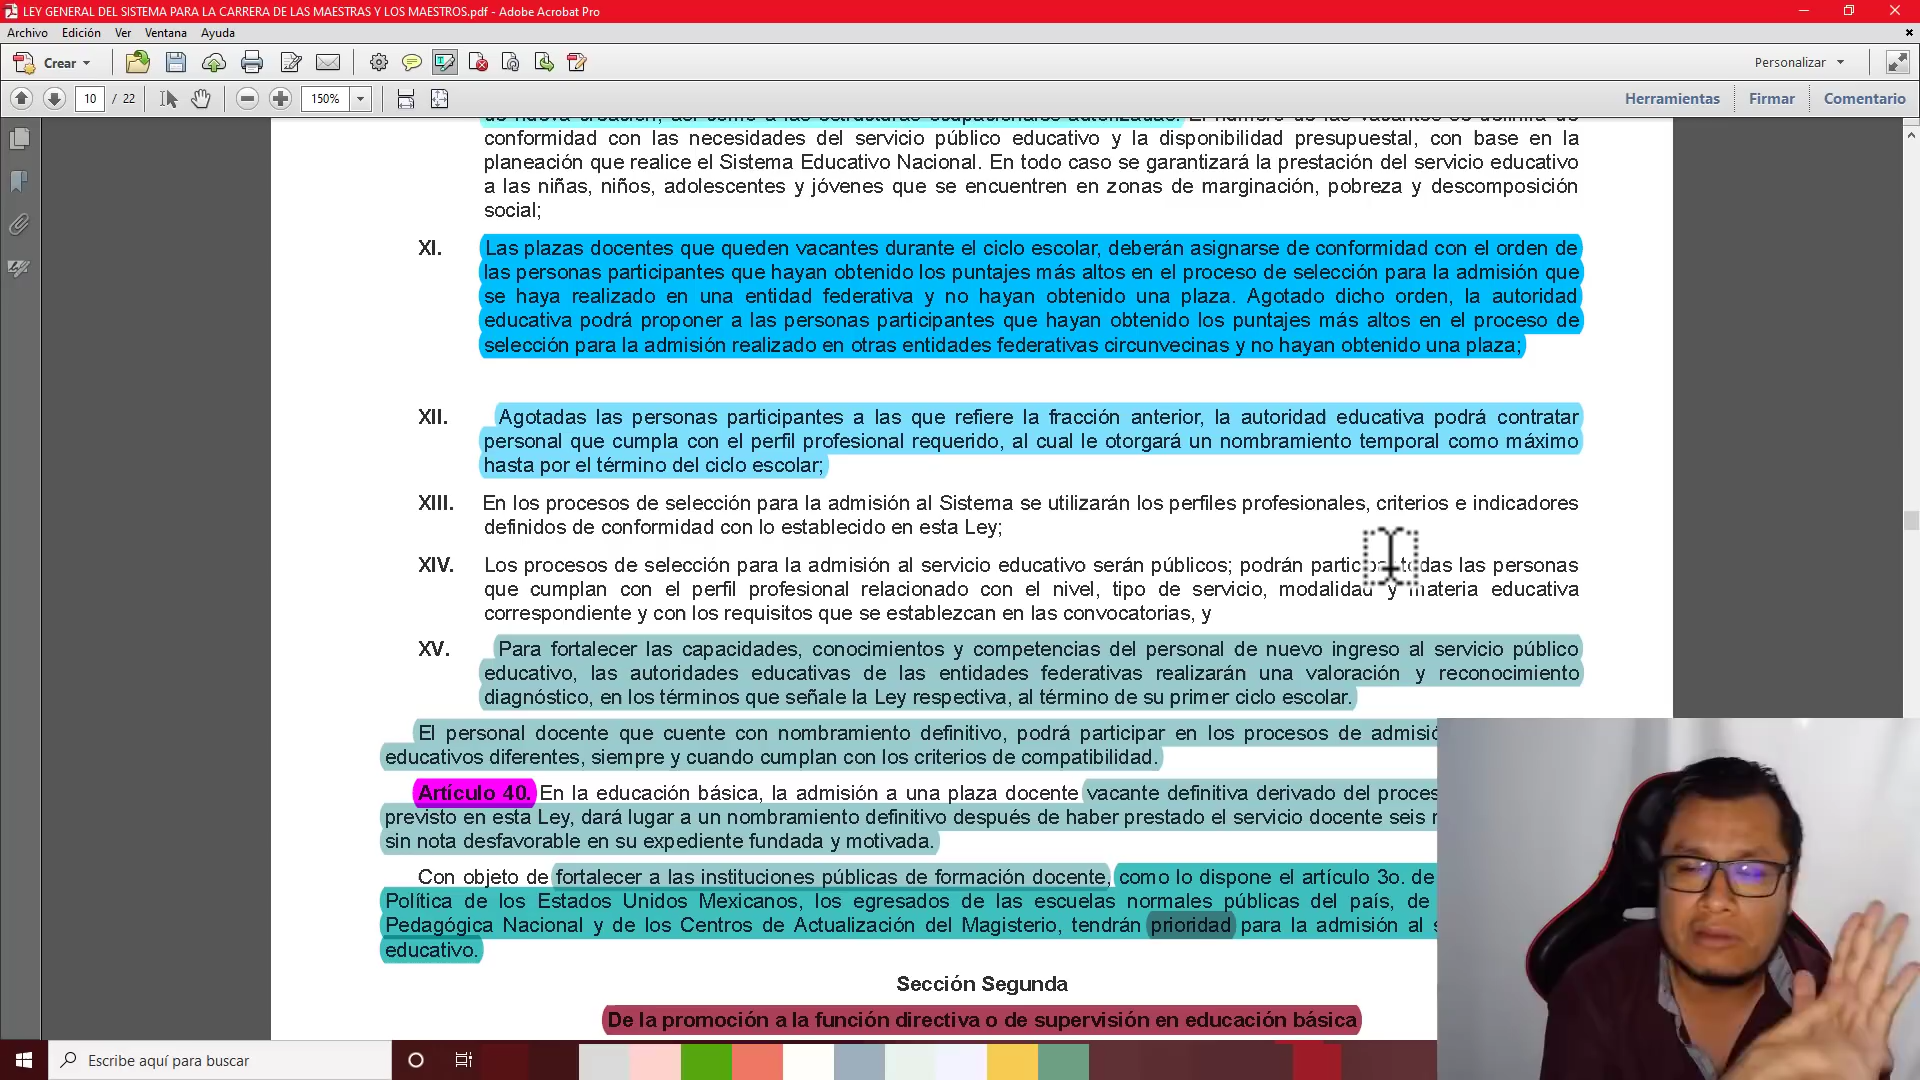 LEY GENERAL DEL SISTEMA PARA LA CARRERA DE LAS MAESTRAS Y LOS MAESTROS.pdf - Adobe Acrobat Pro
Archivo Edición Ver Ventana Ayuda
Crear
Personalizar
10 / 22
150%
Herramientas Firmar Comentario
de nueva creación, así como a las estructuras ocupacionales autorizadas. El número de las vacantes se definirá de
conformidad con las necesidades del servicio público educativo y la disponibilidad presupuestal, con base en la
planeación que realice el Sistema Educativo Nacional. En todo caso se garantizará la prestación del servicio educativo
a las niñas, niños, adolescentes y jóvenes que se encuentren en zonas de marginación, pobreza y descomposición
social;
XI. Las plazas docentes que queden vacantes durante el ciclo escolar, deberán asignarse de conformidad con el orden de
las personas participantes que hayan obtenido los puntajes más altos en el proceso de selección para la admisión que
se haya realizado en una entidad federativa y no hayan obtenido una plaza. Agotado dicho orden, la autoridad
educativa podrá proponer a las personas participantes que hayan obtenido los puntajes más altos en el proceso de
selección para la admisión realizado en otras entidades federativas circunvecinas y no hayan obtenido una plaza;
XII. Agotadas las personas participantes a las que refiere la fracción anterior, la autoridad educativa podrá contratar
personal que cumpla con el perfil profesional requerido, al cual le otorgará un nombramiento temporal como máximo
hasta por el término del ciclo escolar;
XIII. En los procesos de selección para la admisión al Sistema se utilizarán los perfiles profesionales, criterios e indicadores
definidos de conformidad con lo establecido en esta Ley;
XIV. Los procesos de selección para la admisión al servicio educativo serán públicos; podrán participar todas las personas
que cumplan con el perfil profesional relacionado con el nivel, tipo de servicio, modalidad y materia educativa
correspondiente y con los requisitos que se establezcan en las convocatorias, y
XV. Para fortalecer las capacidades, conocimientos y competencias del personal de nuevo ingreso al servicio público
educativo, las autoridades educativas de las entidades federativas realizarán una valoración y reconocimiento
diagnóstico, en los términos que señale la Ley respectiva, al término de su primer ciclo escolar.
El personal docente que cuente con nombramiento definitivo, podrá participar en los procesos de
educativos diferentes, siempre y cuando cumplan con los criterios de compatibilidad.
Artículo 40. En la educación básica, la admisión a una plaza docente vacante definitiva derivado del
previsto en esta Ley, dará lugar a un nombramiento definitivo después de haber prestado el servicio docente seis
sin nota desfavorable en su expediente fundada y motivada.
Con objeto de fortalecer a las instituciones públicas de formación docente, como lo dispone el artículo 3o. de
Política de los Estados Unidos Mexicanos, los egresados de las escuelas normales públicas del país, de
Pedagógica Nacional y de los Centros de Actualización del Magisterio, tendrán prioridad para la admisión al
educativo.
Sección Segunda
De la promoción a la función directiva o de supervisión en educación básica
Escribe aquí para buscar